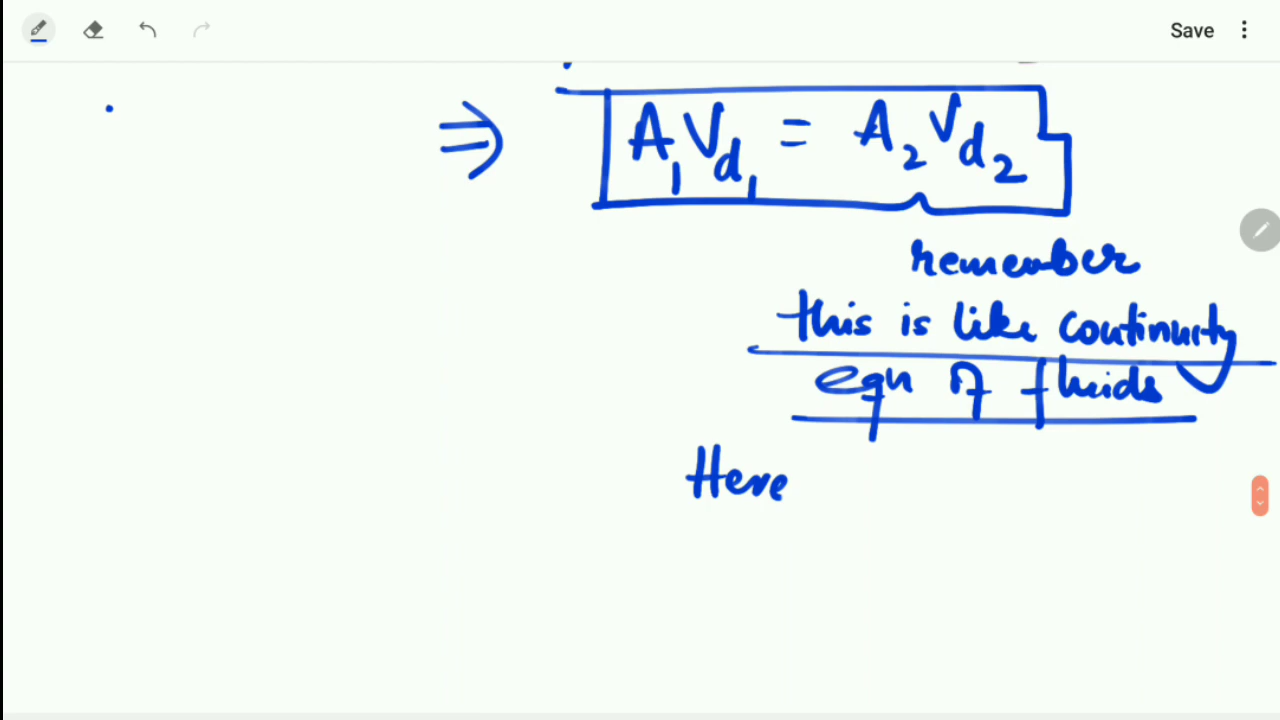 Save
⇒ A₁Vd₁ = A₂Vd₂
remember
this is like continuity
eqn of fluids
Here